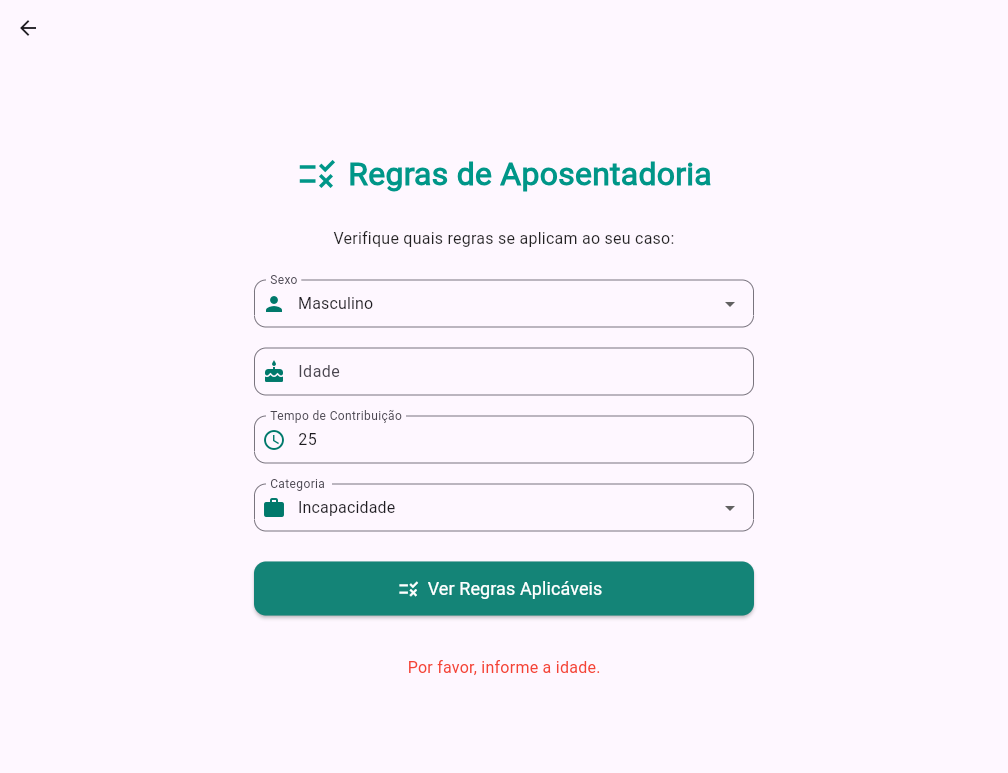 Regras de Aposentadoria
Verifique quais regras se aplicam ao seu caso:
Sexo
Masculino
Idade
Tempo de Contribuição
25
Categoria
Incapacidade
Ver Regras Aplicáveis
Por favor, informe a idade.